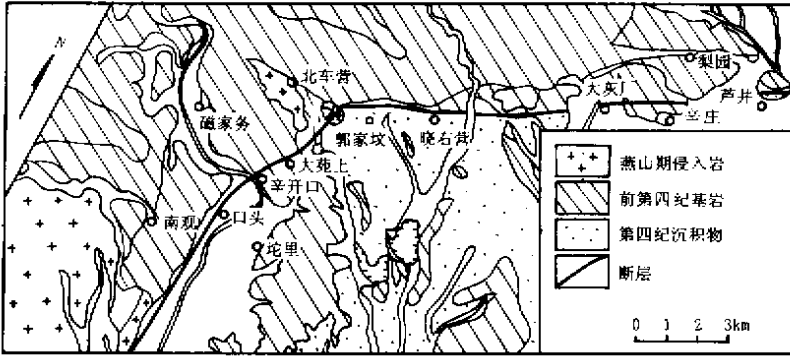 N
北车营
梨园
大灰厂
芦井
磁家务
郭家坟
晓右营
辛庄
大苑上
辛开口
南观
口头
坨里
燕山期侵入岩
前第四纪基岩
第四纪沉积物
断层
0 1 2 3km